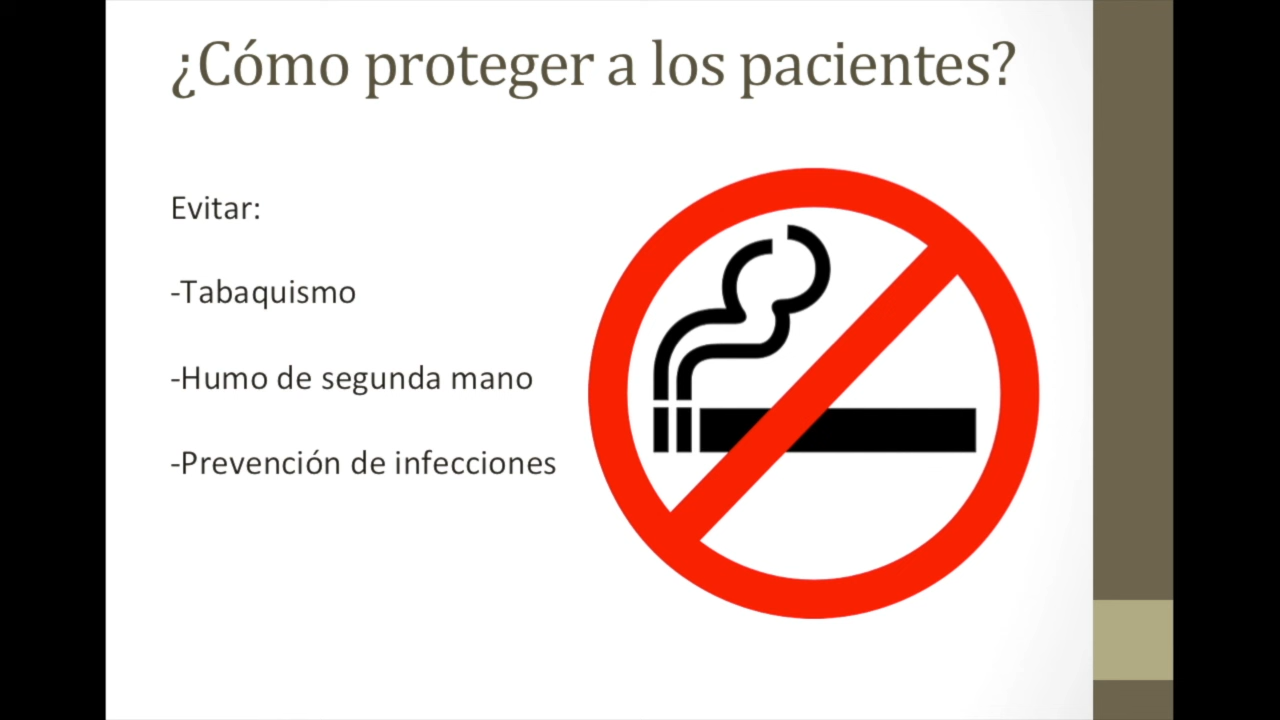 ¿Cómo proteger a los pacientes?
Evitar:
-Tabaquismo
-Humo de segunda mano
-Prevención de infecciones